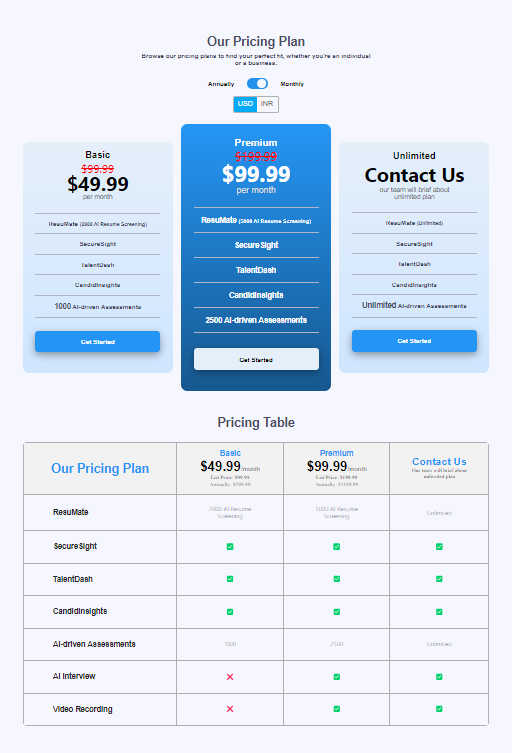 Our Pricing Plan
Browse our pricing plans to find your perfect fit, whether you're an individual
or a business.
Annually Monthly
USD INR
Basic
$99.99
$49.99
per month
ResuMate (2000 AI Resume Screening)
SecureSight
TalentDash
CandidInsights
1000 AI-driven Assessments
Get Started
Premium
$199.99
$99.99
per month
ResuMate (5000 AI Resume Screening)
SecureSight
TalentDash
CandidInsights
2500 AI-driven Assessments
Get Started
Unlimited
Contact Us
our team will brief about
unlimited plan
ResuMate (Unlimited)
SecureSight
TalentDash
CandidInsights
Unlimited AI-driven Assessments
Get Started
Pricing Table
Our Pricing Plan
Basic
$49.99/month
List Price: $99.99
Annually: $599.99
Premium
$99.99/month
List Price: $199.99
Annually: $1199.99
Contact Us
Our team will brief about
unlimited plan
ResuMate
2000 AI Resume
Screening
5000 AI Resume
Screening
Unlimited
SecureSight
TalentDash
CandidInsights
AI-driven Assessments
1000
2500
Unlimited
AI Interview
Video Recording